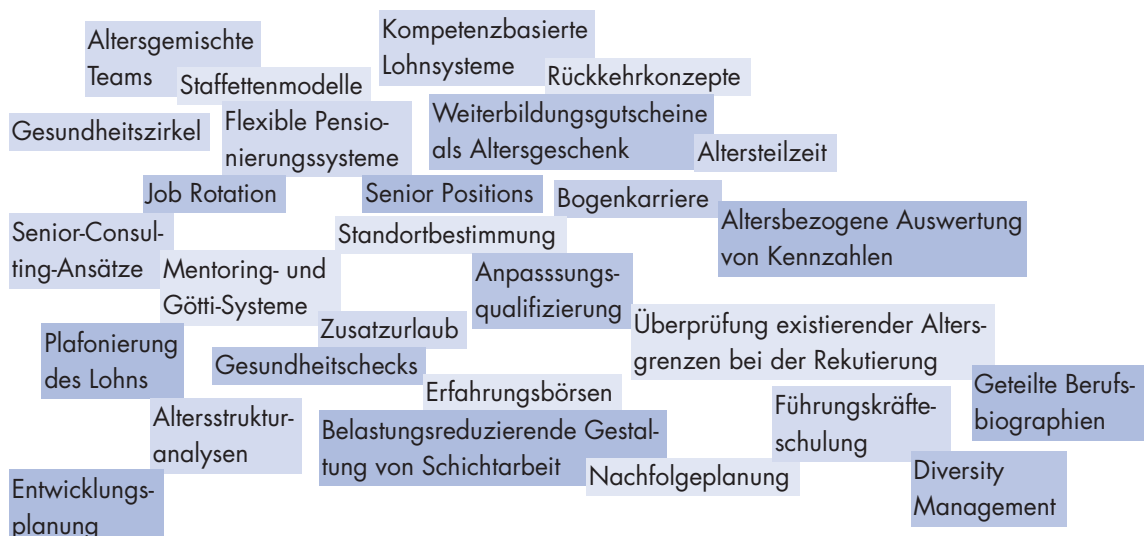 Altersgemischte
Teams
Kompetenzbasierte
Lohnsysteme
Staffettenmodelle
Rückkehrkonzepte
Gesundheitszirkel
Flexible Pensio-
nierungssysteme
Weiterbildungsgutscheine
als Altersgeschenk
Altersteilzeit
Job Rotation
Senior Positions
Bogenkarriere
Altersbezogene Auswertung
von Kennzahlen
Senior-Consul-
ting-Ansätze
Standortbestimmung
Mentoring- und
Götti-Systeme
Anpasssungs-
qualifizierung
Zusatzurlaub
Überprüfung existierender Alters-
grenzen bei der Rekutierung
Plafonierung
des Lohns
Gesundheitschecks
Erfahrungsbörsen
Geteilte Berufs-
biographien
Altersstruktur-
analysen
Belastungsreduzierende Gestal-
tung von Schichtarbeit
Führungskräfte-
schulung
Nachfolgeplanung
Diversity
Management
Entwicklungs-
planung